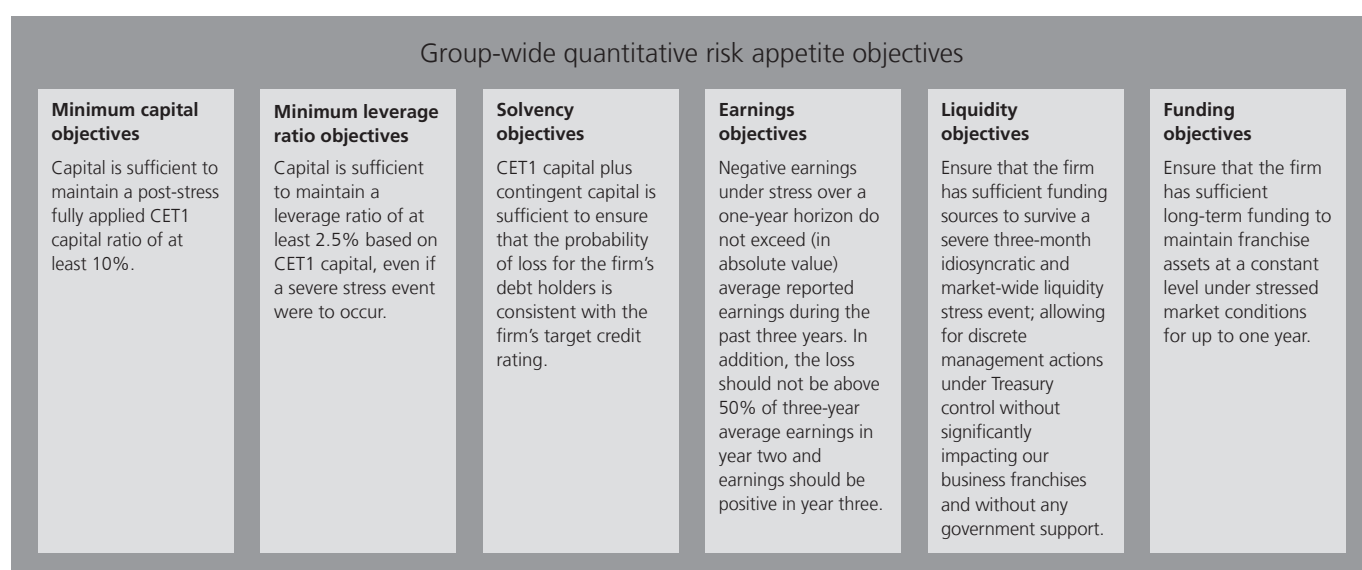 Group-wide quantitative risk appetite objectives
Minimum capital
objectives
Capital is sufficient to
maintain a post-stress
fully applied CET1
capital ratio of at
least 10%.
Minimum leverage
ratio objectives
Capital is sufficient
to maintain a
leverage ratio of at
least 2.5% based on
CET1 capital, even if
a severe stress event
were to occur.
Solvency
objectives
CET1 capital plus
contingent capital is
sufficient to ensure
that the probability
of loss for the firm’s
debt holders is
consistent with the
firm’s target credit
rating.
Earnings
objectives
Negative earnings
under stress over a
one-year horizon do
not exceed (in
absolute value)
average reported
earnings during the
past three years. In
addition, the loss
should not be above
50% of three-year
average earnings in
year two and
earnings should be
positive in year three.
Liquidity
objectives
Ensure that the firm
has sufficient funding
sources to survive a
severe three-month
idiosyncratic and
market-wide liquidity
stress event; allowing
for discrete
management actions
under Treasury
control without
significantly
impacting our
business franchises
and without any
government support.
Funding
objectives
Ensure that the firm
has sufficient
long-term funding to
maintain franchise
assets at a constant
level under stressed
market conditions
for up to one year.